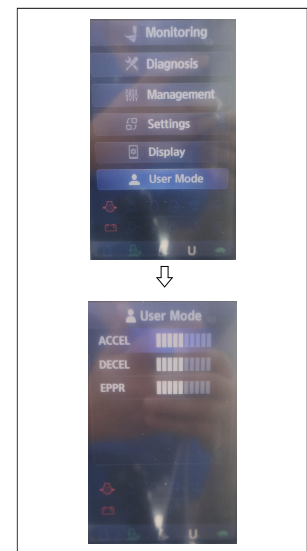 Monitoring
Diagnosis
Management
Settings
Display
User Mode
U
User Mode
ACCEL
DECEL
EPPR
U